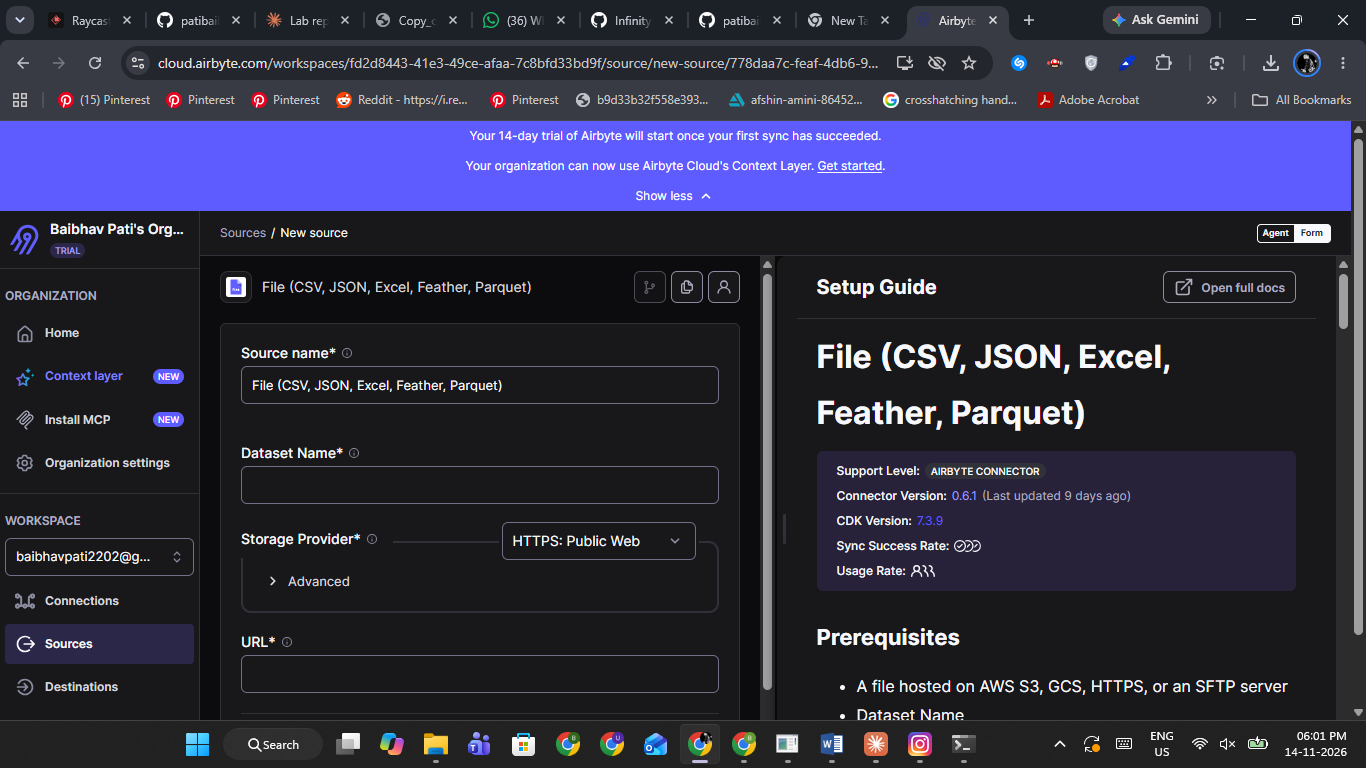 Raycast
patibai
Lab rep
Copy_c
(36) W
Infinity
patibai
New Ta
Airbyte
Ask Gemini
cloud.airbyte.com/workspaces/fd2d8443-41e3-49ce-afaa-7c8bfd33bd9f/source/new-source/778daa7c-feaf-4db6-9...
(15) Pinterest
Pinterest
Pinterest
Reddit - https://i.re...
Pinterest
b9d33b32f558e393...
afshin-amini-86452...
crosshatching hand...
Adobe Acrobat
All Bookmarks
Your 14-day trial of Airbyte will start once your first sync has succeeded.
Your organization can now use Airbyte Cloud's Context Layer. Get started.
Show less
Baibhav Pati's Org...
TRIAL
Sources / New source
Agent Form
ORGANIZATION
Home
Context layer NEW
Install MCP NEW
Organization settings
WORKSPACE
baibhavpati2202@g...
Connections
Sources
Destinations
File (CSV, JSON, Excel, Feather, Parquet)
Source name*
File (CSV, JSON, Excel, Feather, Parquet)
Dataset Name*
Storage Provider*
HTTPS: Public Web
Advanced
URL*
Setup Guide
Open full docs
File (CSV, JSON, Excel,
Feather, Parquet)
Support Level: AIRBYTE CONNECTOR
Connector Version: 0.6.1 (Last updated 9 days ago)
CDK Version: 7.3.9
Sync Success Rate:
Usage Rate:
Prerequisites
• A file hosted on AWS S3, GCS, HTTPS, or an SFTP server
• Dataset Name
Search
ENG
US
06:01 PM
14-11-2026